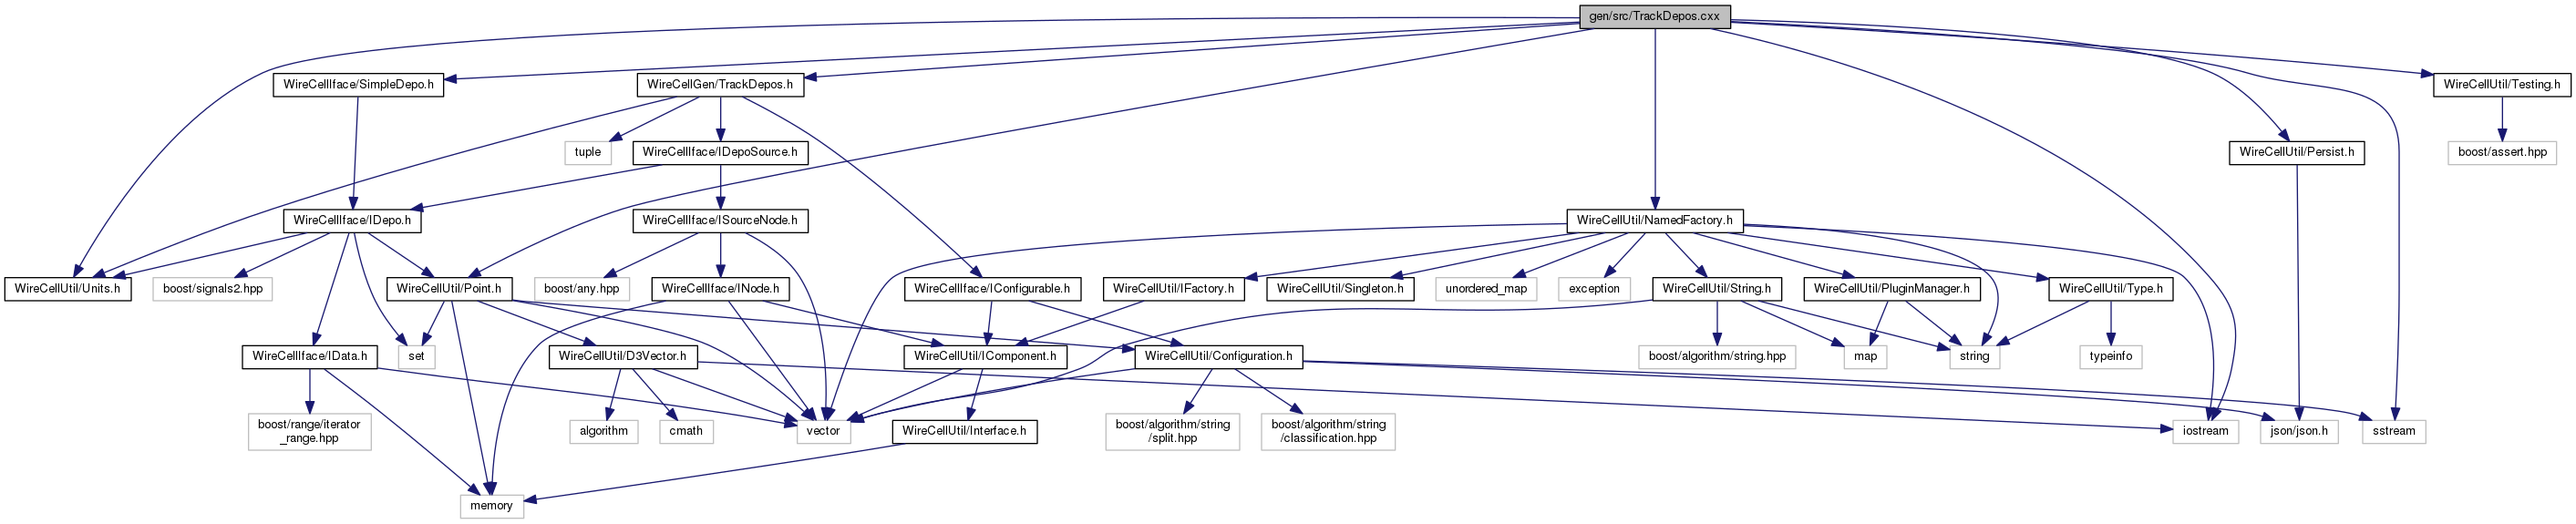 gen/src/TrackDepos.cxx
WireCellIface/SimpleDepo.h
WireCellGen/TrackDepos.h
WireCellUtil/Testing.h
tuple
WireCellIface/IDepoSource.h
WireCellUtil/Persist.h
boost/assert.hpp
WireCellIface/IDepo.h
WireCellIface/ISourceNode.h
WireCellUtil/NamedFactory.h
WireCellUtil/Units.h
boost/signals2.hpp
WireCellUtil/Point.h
boost/any.hpp
WireCellIface/INode.h
WireCellIface/IConfigurable.h
WireCellUtil/IFactory.h
WireCellUtil/Singleton.h
unordered_map
exception
WireCellUtil/String.h
WireCellUtil/PluginManager.h
WireCellUtil/Type.h
WireCellIface/IData.h
set
WireCellUtil/D3Vector.h
WireCellUtil/IComponent.h
WireCellUtil/Configuration.h
boost/algorithm/string.hpp
map
string
typeinfo
boost/range/iterator
_range.hpp
algorithm
cmath
vector
WireCellUtil/Interface.h
boost/algorithm/string
/split.hpp
boost/algorithm/string
/classification.hpp
iostream
json/json.h
sstream
memory